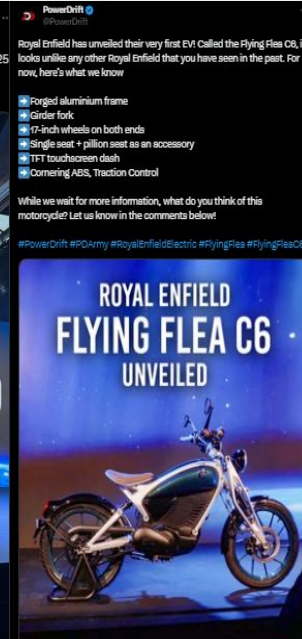 PowerDrift
@PowerDrift
Royal Enfield has unveiled their very first EV! Called the Flying Flea C6, i
looks unlike any other Royal Enfield that you have seen in the past. For
now, here's what we know
Forged aluminium frame
Girder fork
17-inch wheels on both ends
Single seat + pillion seat as an accessory
TFT touchscreen dash
Cornering ABS, Traction Control
While we wait for more information, what do you think of this
motorcycle? Let us know in the comments below!
#PowerDrift #PDArmy #RoyalEnfieldElectric #FlyingFlea #FlyingFleaC6
ROYAL ENFIELD
FLYING FLEA C6
UNVEILED